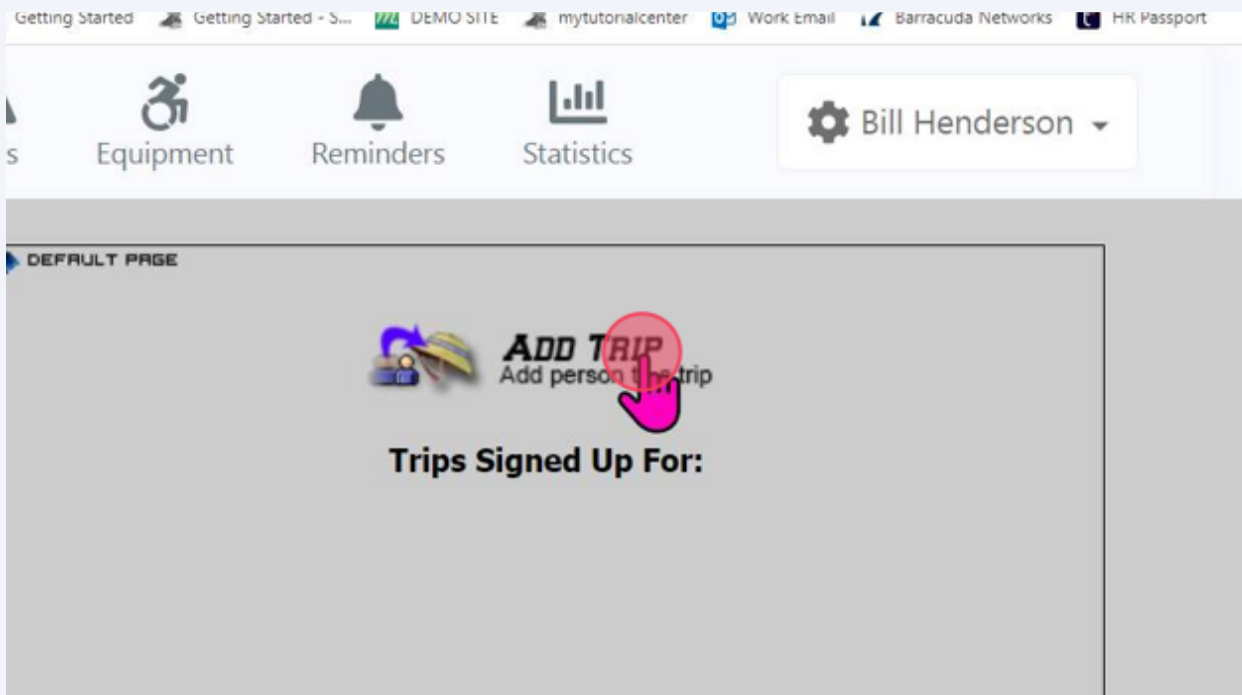 Getting Started Getting Started - S... DEMO SITE mytutorialcenter Work Email Barracuda Networks HR Passport
s Equipment Reminders Statistics Bill Henderson
DEFAULT PAGE
ADD TRIP
Add person to a trip
Trips Signed Up For: